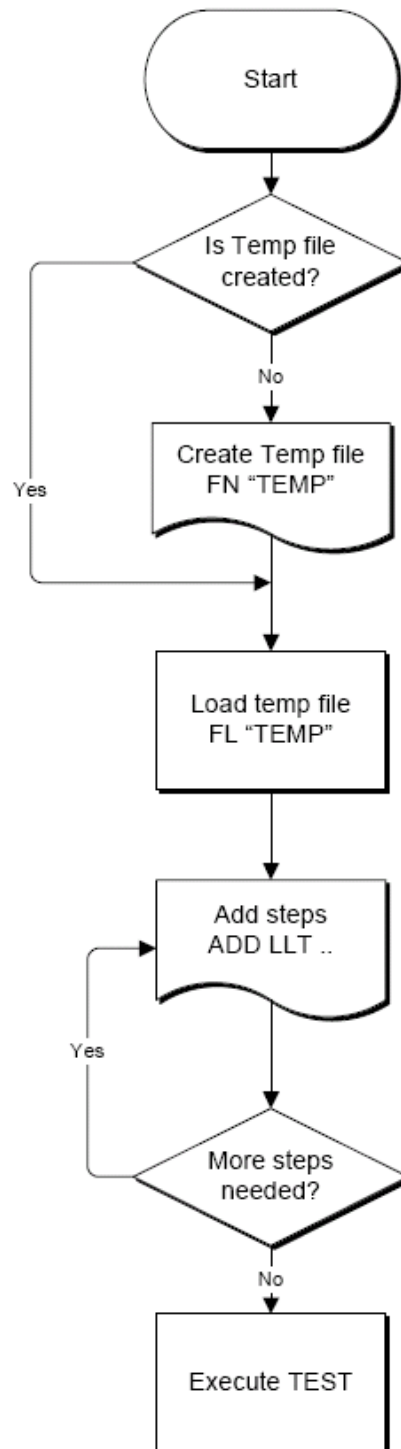 Start
Is Temp file
created?
No
Create Temp file
FN “TEMP”
Yes
Load temp file
FL “TEMP”
Add steps
ADD LLT ..
Yes
More steps
needed?
No
Execute TEST